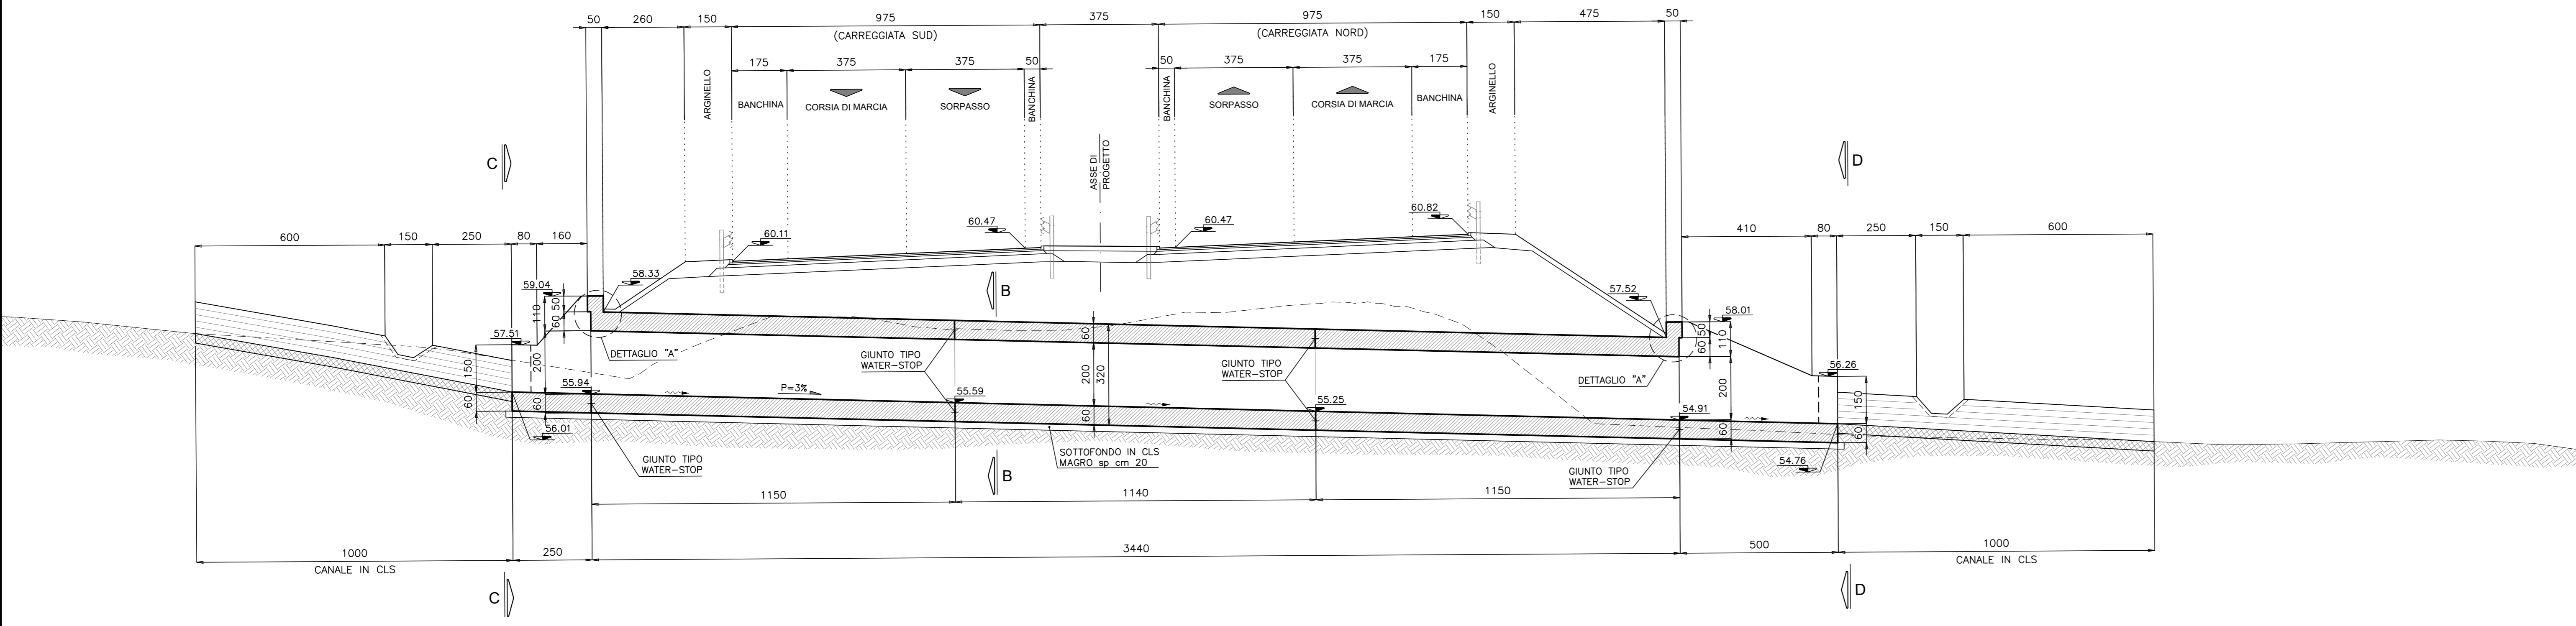 50 260 150 975 375 975 150 475 50
(CARREGGIATA SUD) (CARREGGIATA NORD)
175 375 375 50 50 375 375 175
ARGINELLO
BANCHINA
CORSIA DI MARCIA
SORPASSO
BANCHINA
BANCHINA
SORPASSO
CORSIA DI MARCIA
BANCHINA
ARGINELLO
ASSE DI
PROGETTO
C
D
600 150 250 80 160
60.11
60.47
60.47
60.82
410 80 250 150 600
59.04
58.33
57.52
58.01
B
110
50
60
57.51
200
150
60
60
DETTAGLIO "A"
55.94
56.01
P=3%
GIUNTO TIPO
WATER-STOP
GIUNTO TIPO
WATER-STOP
60
200
320
60
55.59
55.25
54.91
DETTAGLIO "A"
50
60
110
200
60
56.26
150
60
54.76
GIUNTO TIPO
WATER-STOP
SOTTOFONDO IN CLS
MAGRO sp cm 20
GIUNTO TIPO
WATER-STOP
B
1150 1140 1150
1000 250 3440 500 1000
CANALE IN CLS CANALE IN CLS
C
D